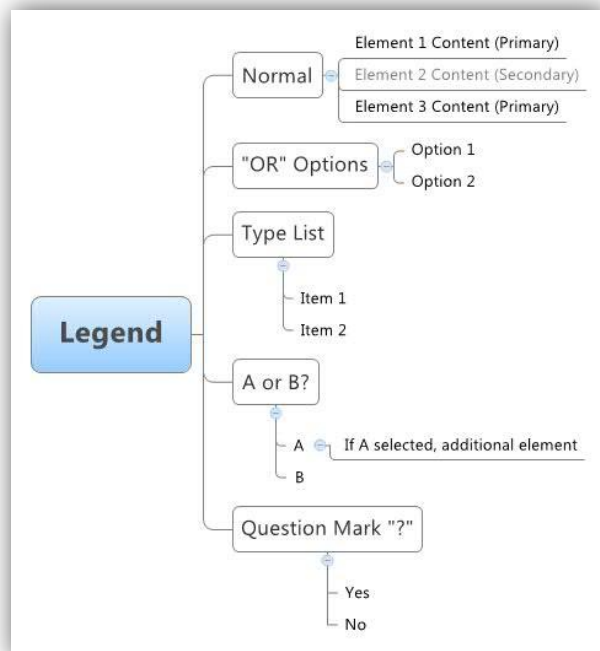 Element 1 Content (Primary)
Normal
Element 2 Content (Secondary)
Element 3 Content (Primary)
"OR" Options
Option 1
Option 2
Type List
Item 1
Item 2
Legend
A or B?
A
If A selected, additional element
B
Question Mark "?"
Yes
No